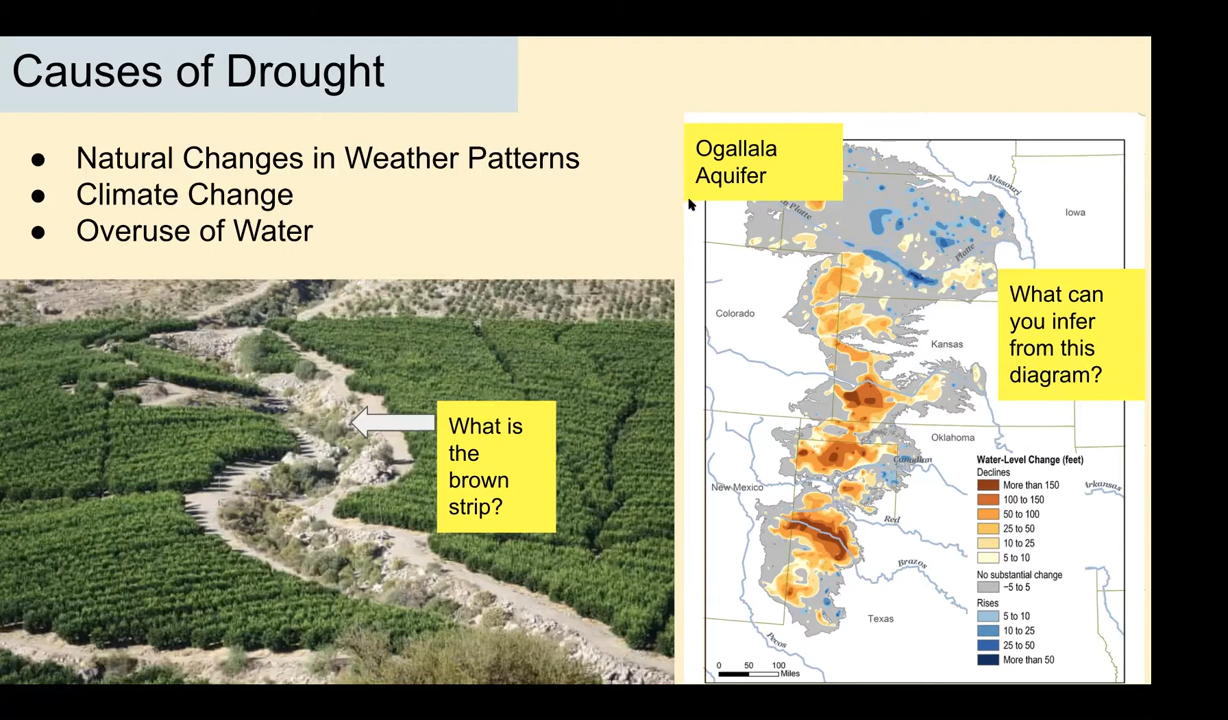 Causes of Drought
● Natural Changes in Weather Patterns
● Climate Change
● Overuse of Water
What is
the
brown
strip?
Ogallala
Aquifer
Missouri
Platte
Iowa
Platte
What can
you infer
from this
diagram?
Colorado
Kansas
Oklahoma
Canadian
New Mexico
Red
Brazos
Texas
Pecos
Water-Level Change (feet)
Declines
More than 150
100 to 150
50 to 100
25 to 50
10 to 25
5 to 10
No substantial change
−5 to 5
Rises
5 to 10
10 to 25
25 to 50
More than 50
rkansas
0 50 100
Miles